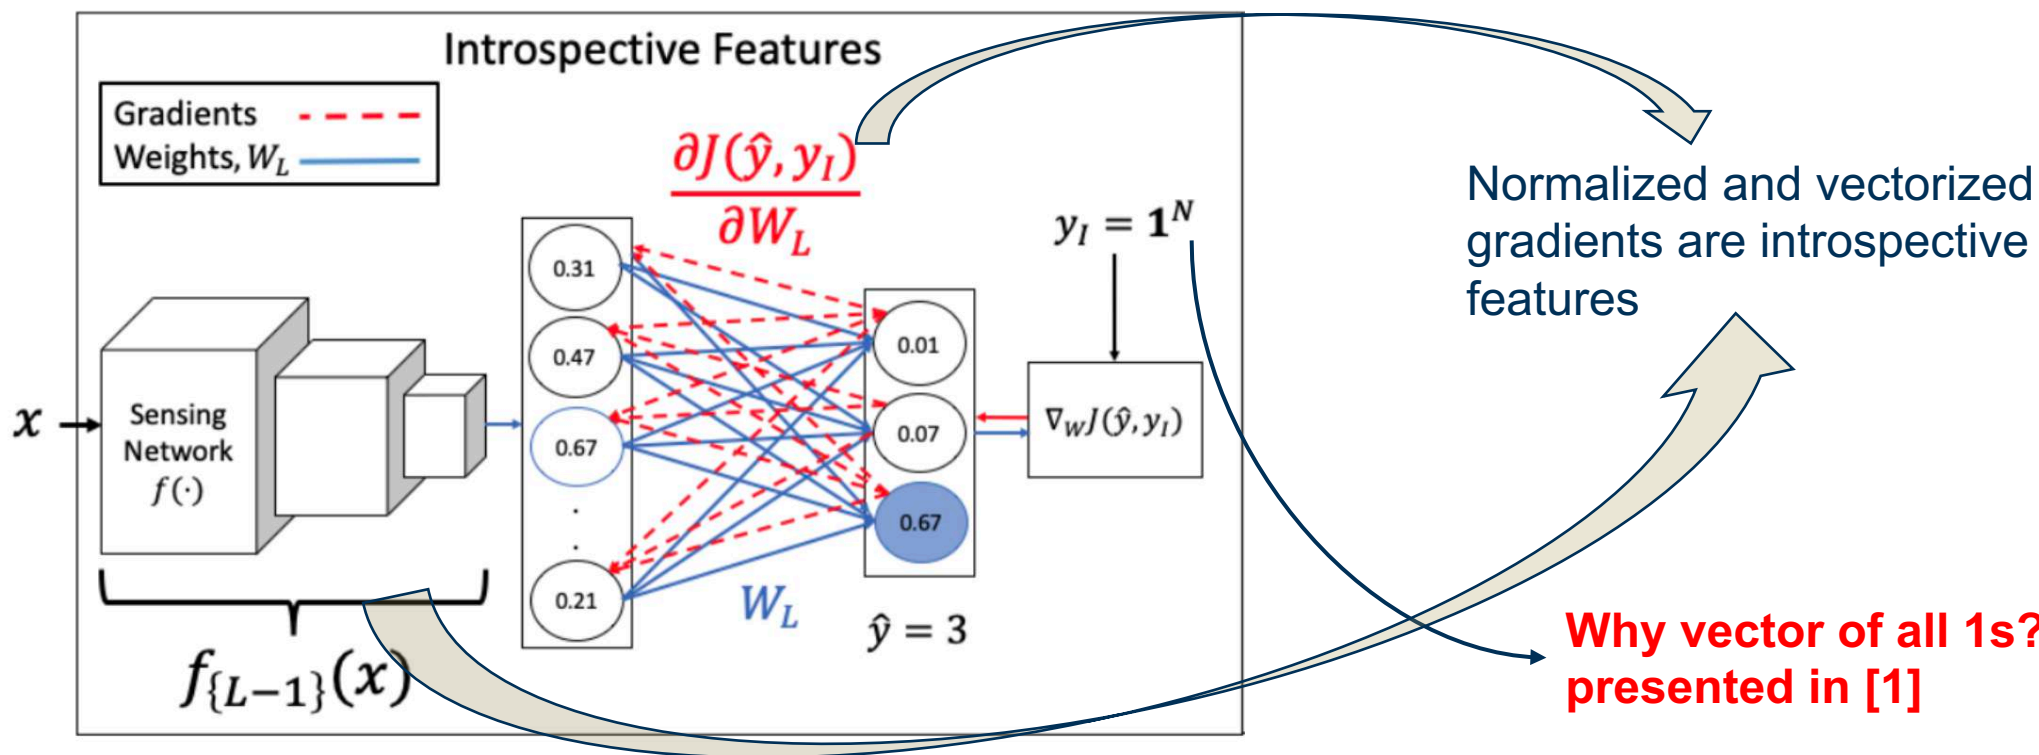 Introspective Features
Gradients
Weights, W_L
∂J(ŷ, y_I)
∂W_L
y_I = 1^N
Normalized and vectorized
gradients are introspective
features
0.31
0.47
0.67
.
.
0.21
0.01
0.07
0.67
x
Sensing
Network
f(·)
∇_W J(ŷ, y_I)
W_L
ŷ = 3
f_{L−1}(x)
Why vector of all 1s?
presented in [1]